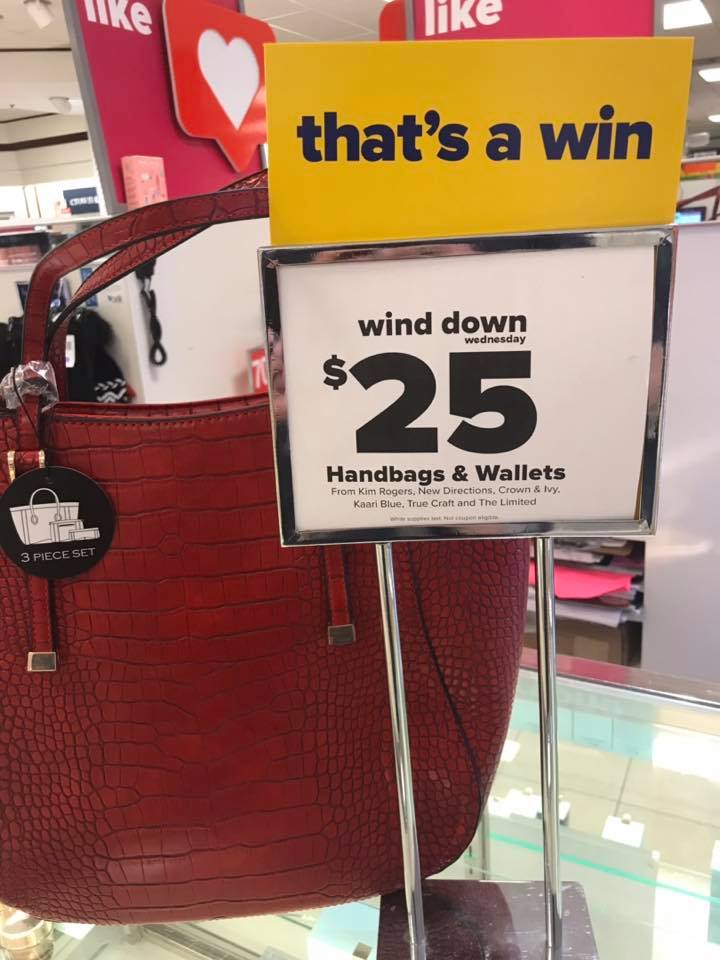 like
like
that's a win
wind down
wednesday
$25
Handbags & Wallets
From Kim Rogers, New Directions, Crown & Ivy,
Kaari Blue, True Craft and The Limited
While supplies last. Not coupon eligible.
3 PIECE SET